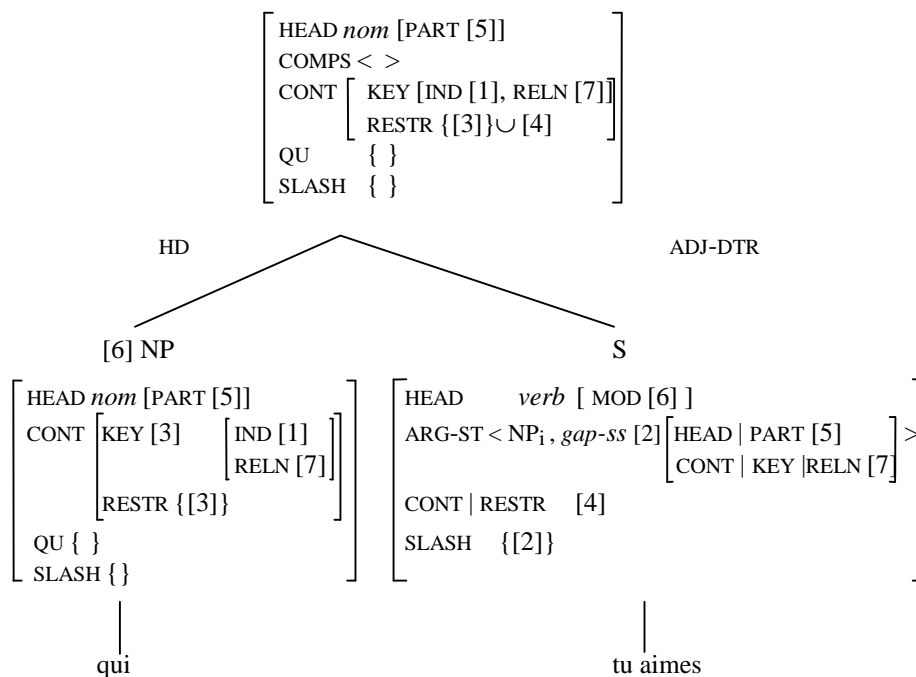 HEAD nom [PART [5]]
COMPS < >
CONT [ KEY [IND [1], RELN [7]]
RESTR {[3]}∪ [4] ]
QU { }
SLASH { }
HD
ADJ-DTR
[6] NP
S
HEAD nom [PART [5]]
CONT [KEY [3] [IND [1]
RELN [7]]
RESTR {[3]}]
QU { }
SLASH {}
HEAD verb [ MOD [6] ]
ARG-ST < NPi , gap-ss [2] [HEAD | PART [5]
CONT | KEY |RELN [7] ] >
CONT | RESTR [4]
SLASH {[2]}
qui
tu aimes